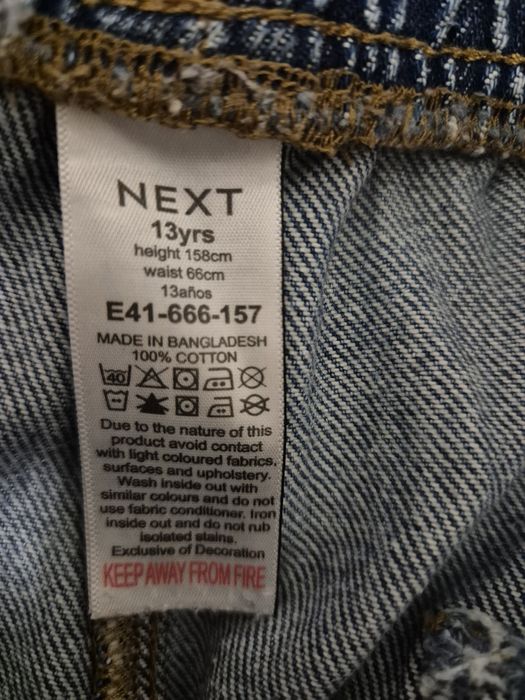 NEXT
13yrs
height 158cm
waist 66cm
13años
E41-666-157
MADE IN BANGLADESH
100% COTTON
40
Due to the nature of this
product avoid contact
with light coloured fabrics,
surfaces and upholstery.
Wash inside out with
similar colours and do not
use fabric conditioner. Iron
inside out and do not rub
isolated stains.
Exclusive of Decoration
KEEP AWAY FROM FIRE